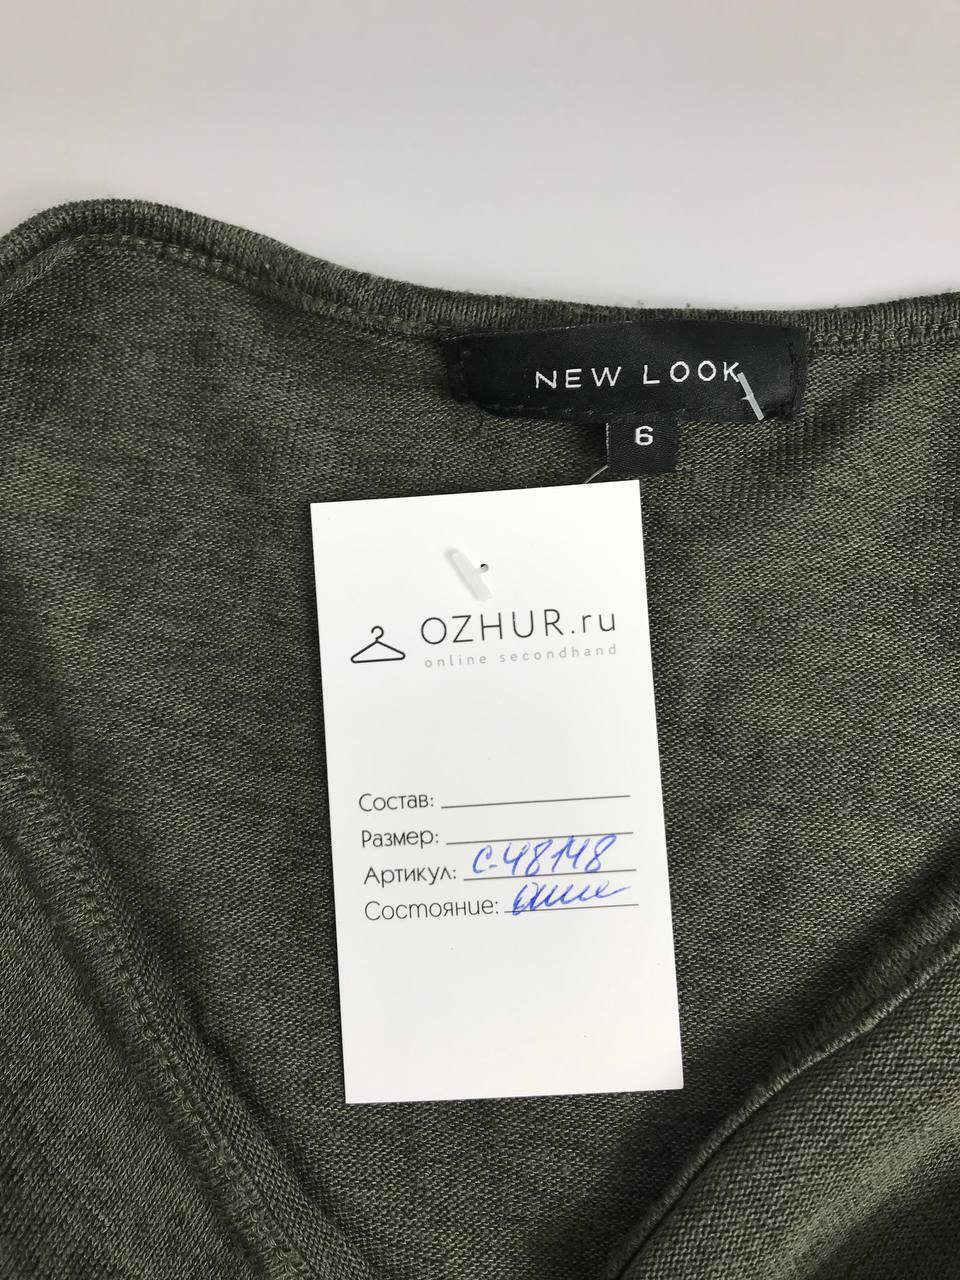 NEW LOOK
6
OZHUR.ru
online secondhand
Состав:
Размер:
Артикул: С-48148
Состояние: